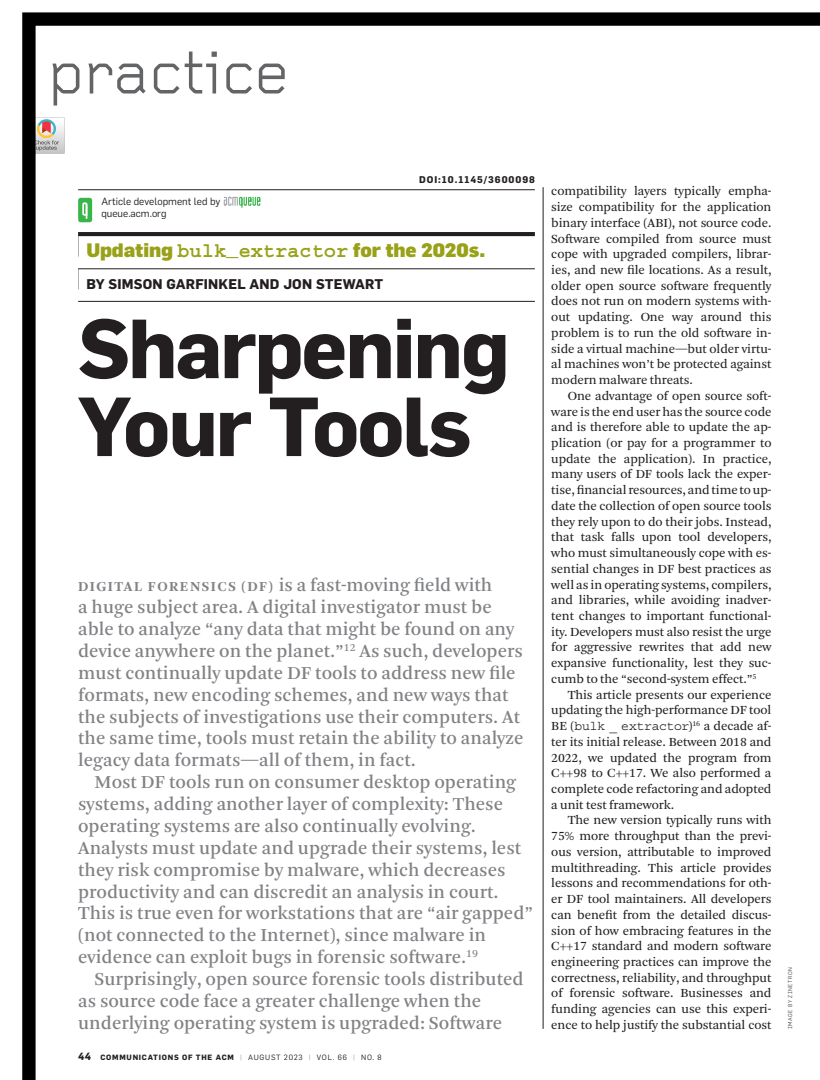 practice
Check for
updates
DOI:10.1145/3600098
Article development led by acmqueue
queue.acm.org
Updating bulk_extractor for the 2020s.
BY SIMSON GARFINKEL AND JON STEWART
Sharpening
Your Tools
DIGITAL FORENSICS (DF) is a fast-moving field with
a huge subject area. A digital investigator must be
able to analyze “any data that might be found on any
device anywhere on the planet.”12 As such, developers
must continually update DF tools to address new file
formats, new encoding schemes, and new ways that
the subjects of investigations use their computers. At
the same time, tools must retain the ability to analyze
legacy data formats—all of them, in fact.
Most DF tools run on consumer desktop operating
systems, adding another layer of complexity: These
operating systems are also continually evolving.
Analysts must update and upgrade their systems, lest
they risk compromise by malware, which decreases
productivity and can discredit an analysis in court.
This is true even for workstations that are “air gapped”
(not connected to the Internet), since malware in
evidence can exploit bugs in forensic software.19
Surprisingly, open source forensic tools distributed
as source code face a greater challenge when the
underlying operating system is upgraded: Software
compatibility layers typically empha-
size compatibility for the application
binary interface (ABI), not source code.
Software compiled from source must
cope with upgraded compilers, librar-
ies, and new file locations. As a result,
older open source software frequently
does not run on modern systems with-
out updating. One way around this
problem is to run the old software in-
side a virtual machine—but older virtu-
al machines won’t be protected against
modern malware threats.
One advantage of open source soft-
ware is the end user has the source code
and is therefore able to update the ap-
plication (or pay for a programmer to
update the application). In practice,
many users of DF tools lack the exper-
tise, financial resources, and time to up-
date the collection of open source tools
they rely upon to do their jobs. Instead,
that task falls upon tool developers,
who must simultaneously cope with es-
sential changes in DF best practices as
well as in operating systems, compilers,
and libraries, while avoiding inadver-
tent changes to important functional-
ity. Developers must also resist the urge
for aggressive rewrites that add new
expansive functionality, lest they suc-
cumb to the “second-system effect.”5
This article presents our experience
updating the high-performance DF tool
BE (bulk _ extractor)16 a decade af-
ter its initial release. Between 2018 and
2022, we updated the program from
C++98 to C++17. We also performed a
complete code refactoring and adopted
a unit test framework.
The new version typically runs with
75% more throughput than the previ-
ous version, attributable to improved
multithreading. This article provides
lessons and recommendations for oth-
er DF tool maintainers. All developers
can benefit from the detailed discus-
sion of how embracing features in the
C++17 standard and modern software
engineering practices can improve the
correctness, reliability, and throughput
of forensic software. Businesses and
funding agencies can use this experi-
ence to help justify the substantial cost
IMAGE BY ZINETRON
44 COMMUNICATIONS OF THE ACM | AUGUST 2023 | VOL. 66 | NO. 8